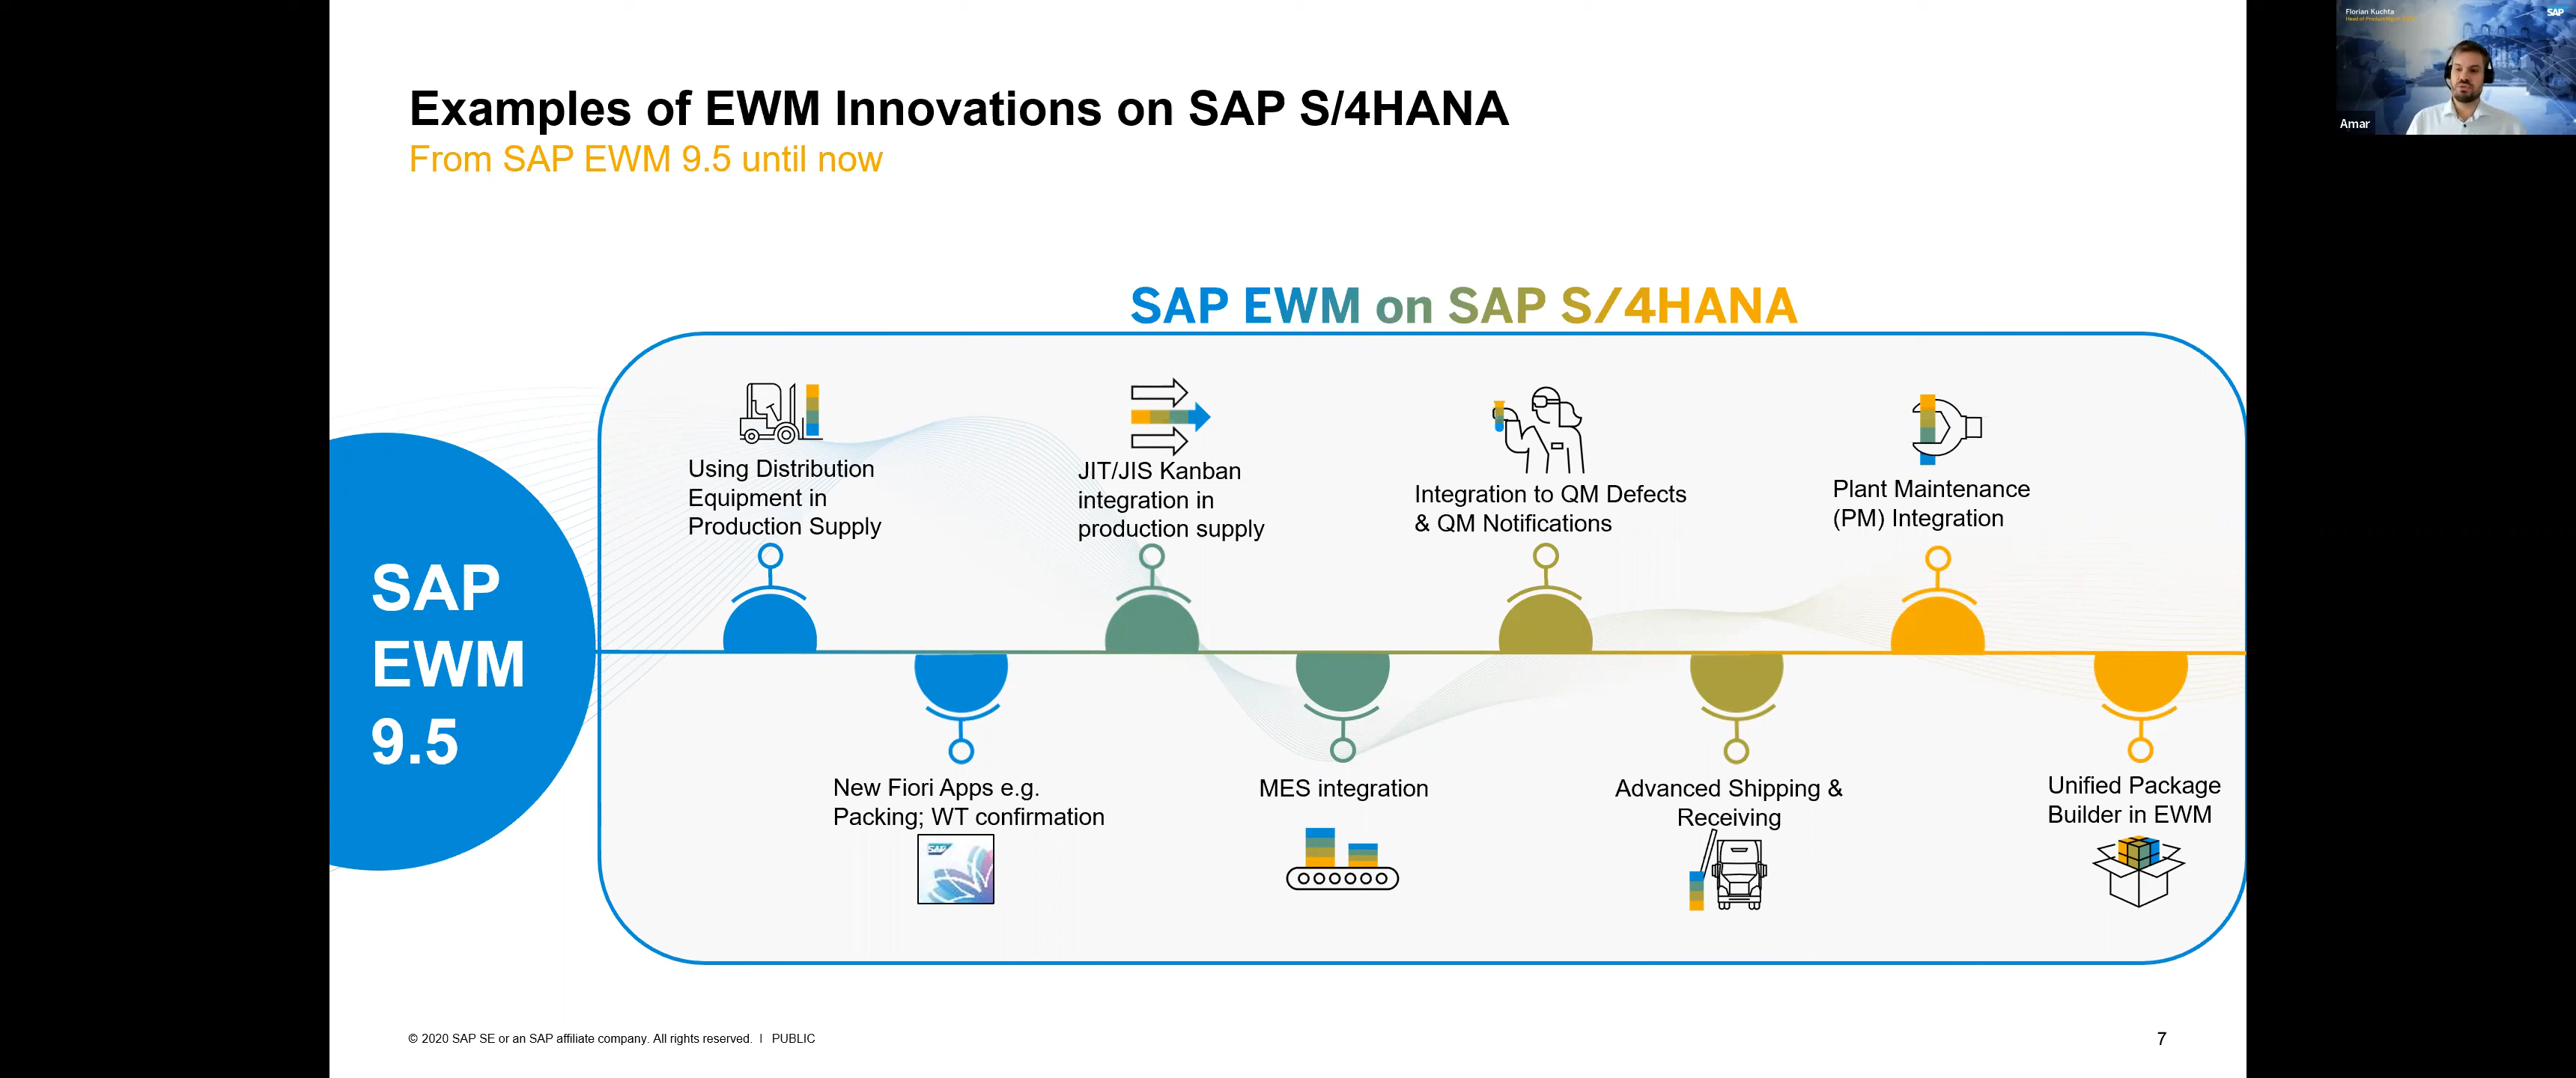 Florian Kuchta
SAP
Amar
Examples of EWM Innovations on SAP S/4HANA
From SAP EWM 9.5 until now
SAP EWM on SAP S/4HANA
SAP
EWM
9.5
Using Distribution
Equipment in
Production Supply
JIT/JIS Kanban
integration in
production supply
Integration to QM Defects
& QM Notifications
Plant Maintenance
(PM) Integration
New Fiori Apps e.g.
Packing; WT confirmation
SAP
MES integration
Advanced Shipping &
Receiving
Unified Package
Builder in EWM
© 2020 SAP SE or an SAP affiliate company. All rights reserved. I PUBLIC
7